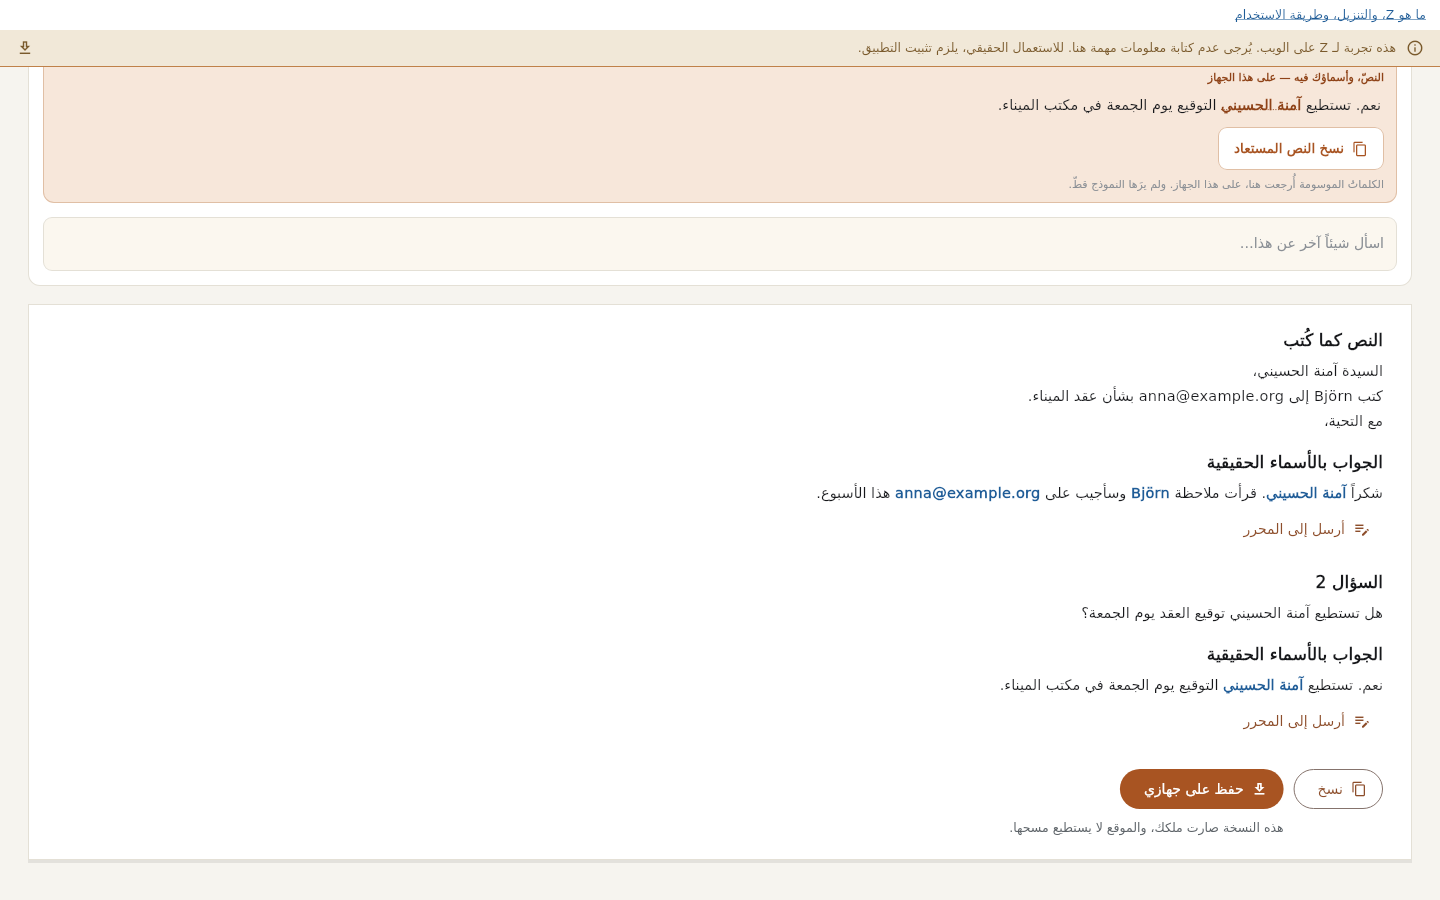 ما هو Z، والتنزيل، وطريقة الاستخدام
هذه تجربة لـ Z على الويب. يُرجى عدم كتابة معلومات مهمة هنا. للاستعمال الحقيقي، يلزم تثبيت التطبيق.
النصّ، وأسماؤك فيه — على هذا الجهاز
نعم. تستطيع آمنة الحسيني التوقيع يوم الجمعة في مكتب الميناء.
نسخ النص المستعاد
الكلماتُ الموسومة أُرجعت هنا، على هذا الجهاز. ولم يرَها النموذج قطّ.
اسأل شيئاً آخر عن هذا...
النص كما كُتب
السيدة آمنة الحسيني،
كتب Björn إلى anna@example.org بشأن عقد الميناء.
مع التحية،
الجواب بالأسماء الحقيقية
شكراً آمنة الحسيني. قرأت ملاحظة Björn وسأجيب على anna@example.org هذا الأسبوع.
أرسل إلى المحرر
السؤال 2
هل تستطيع آمنة الحسيني توقيع العقد يوم الجمعة؟
الجواب بالأسماء الحقيقية
نعم. تستطيع آمنة الحسيني التوقيع يوم الجمعة في مكتب الميناء.
أرسل إلى المحرر
نسخ
حفظ على جهازي
هذه النسخة صارت ملكك، والموقع لا يستطيع مسحها.